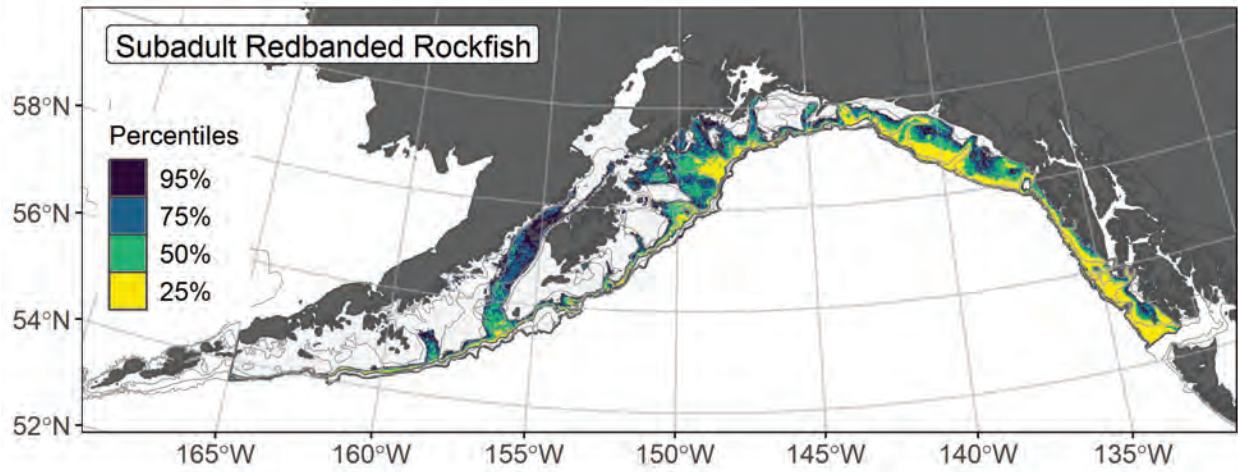 Subadult Redbanded Rockfish
58°N
56°N
54°N
52°N
Percentiles
95%
75%
50%
25%
165°W
160°W
155°W
150°W
145°W
140°W
135°W